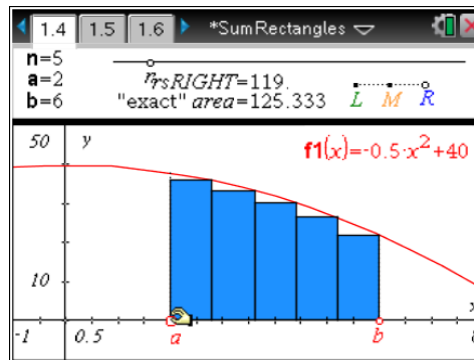 1.4 1.5 1.6 *SumRectangles
n=5
a=2
b=6
n
rsRIGHT=119.
"exact" area=125.333
L M R
50 y
f1(x)=-0.5·x²+40
10
x
-1 0.5 a b